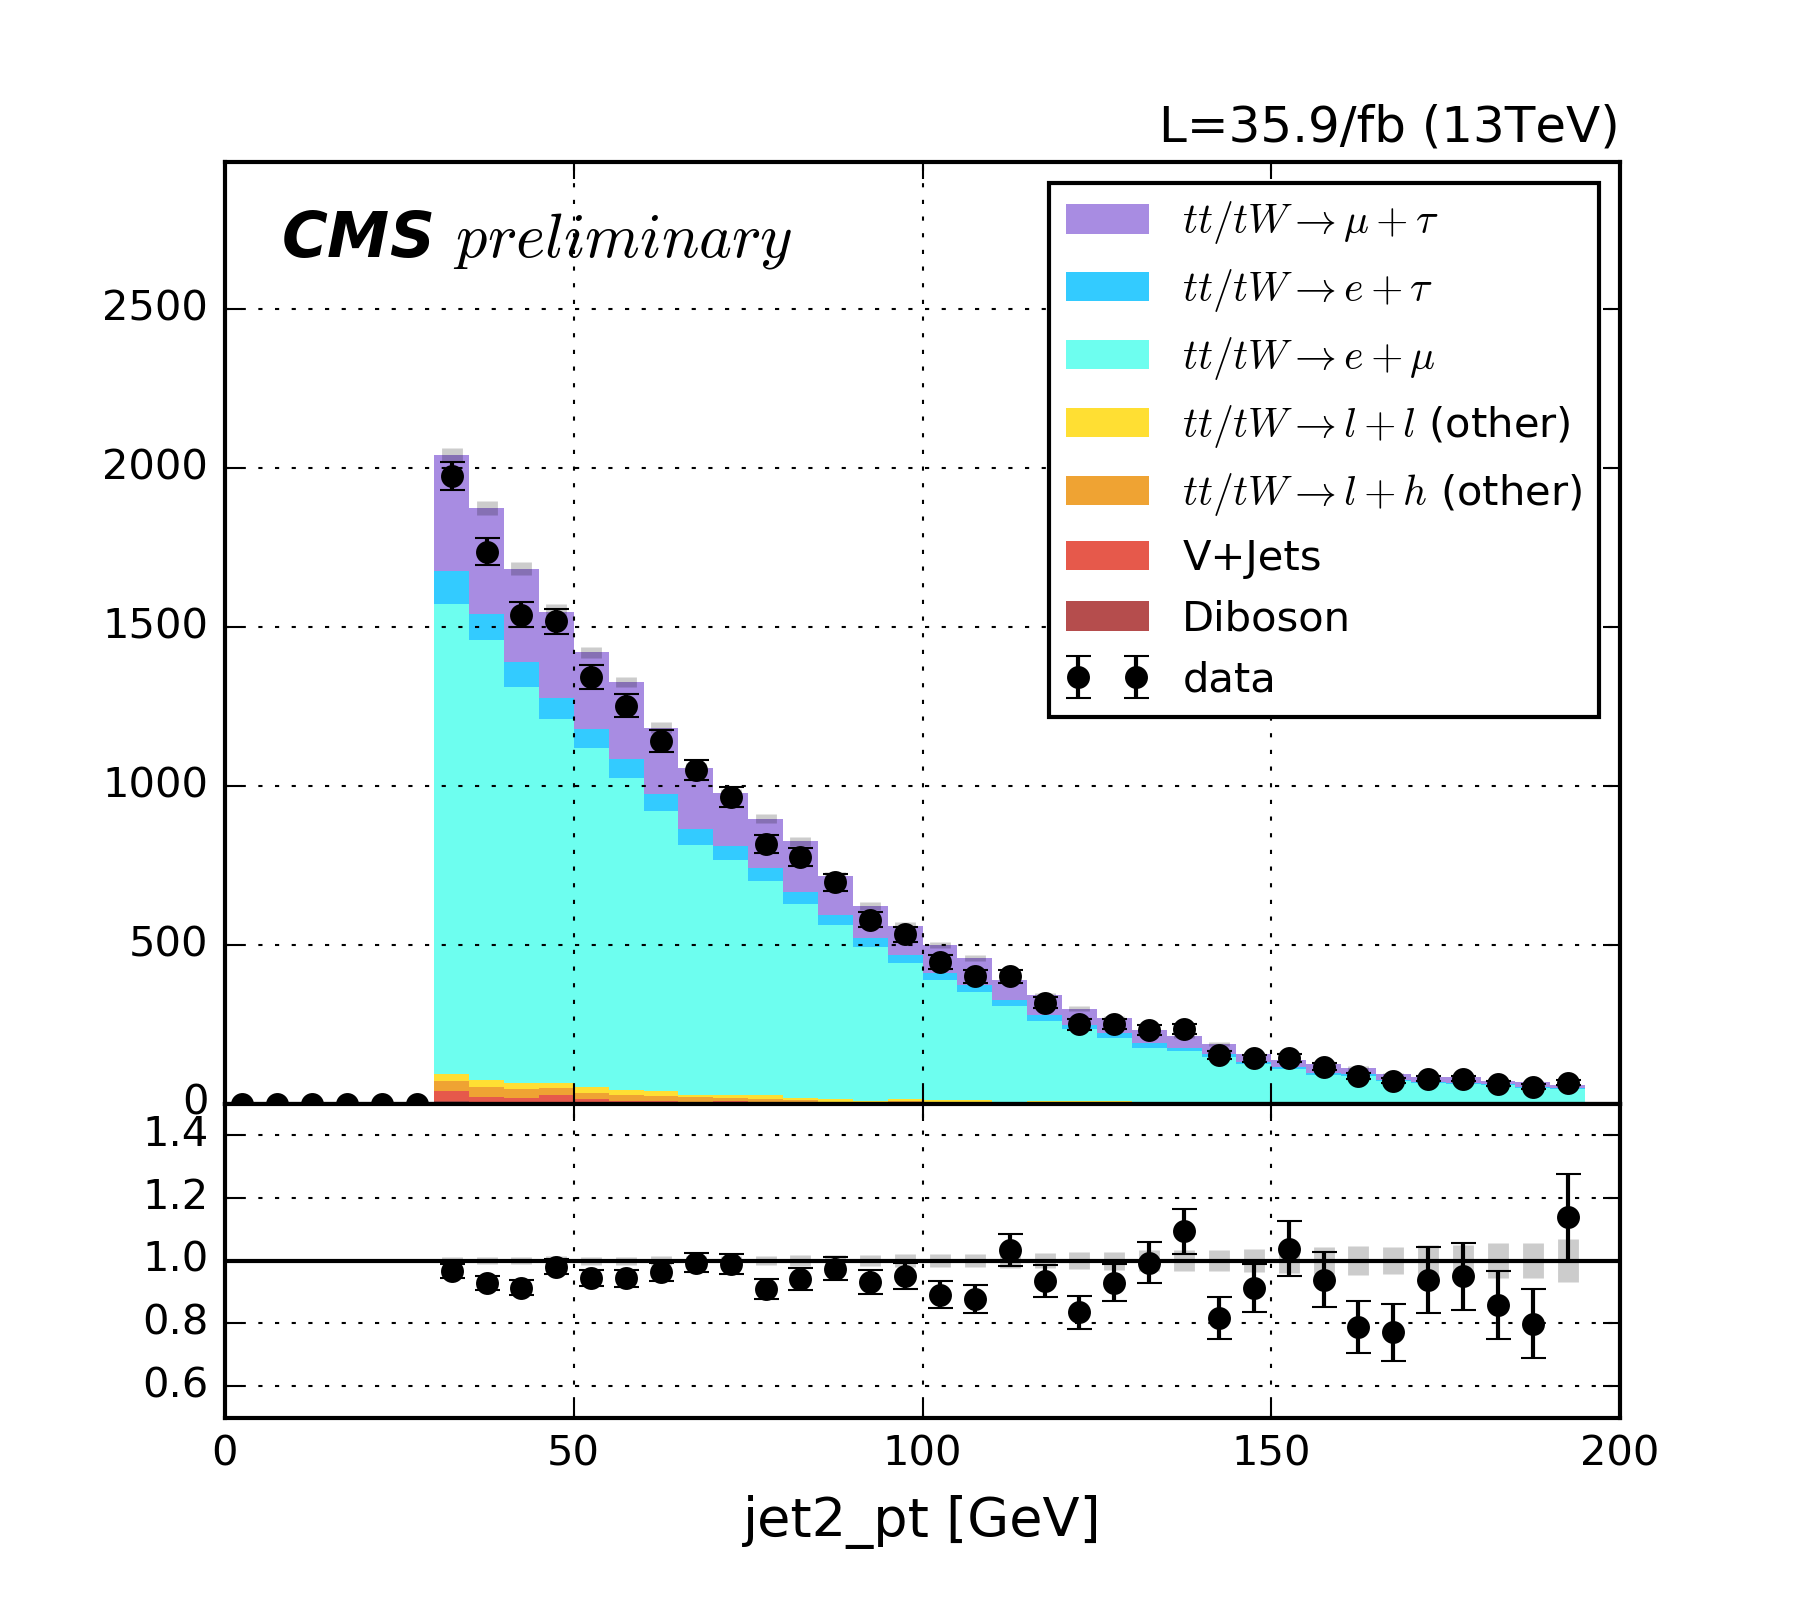 L=35.9/fb (13TeV)
CMS preliminary
tt/tW → μ + τ
tt/tW → e + τ
tt/tW → e + μ
tt/tW → l + l (other)
tt/tW → l + h (other)
V+Jets
Diboson
data
2500
2000
1500
1000
500
0
1.4
1.2
1.0
0.8
0.6
0 50 100 150 200
jet2_pt [GeV]